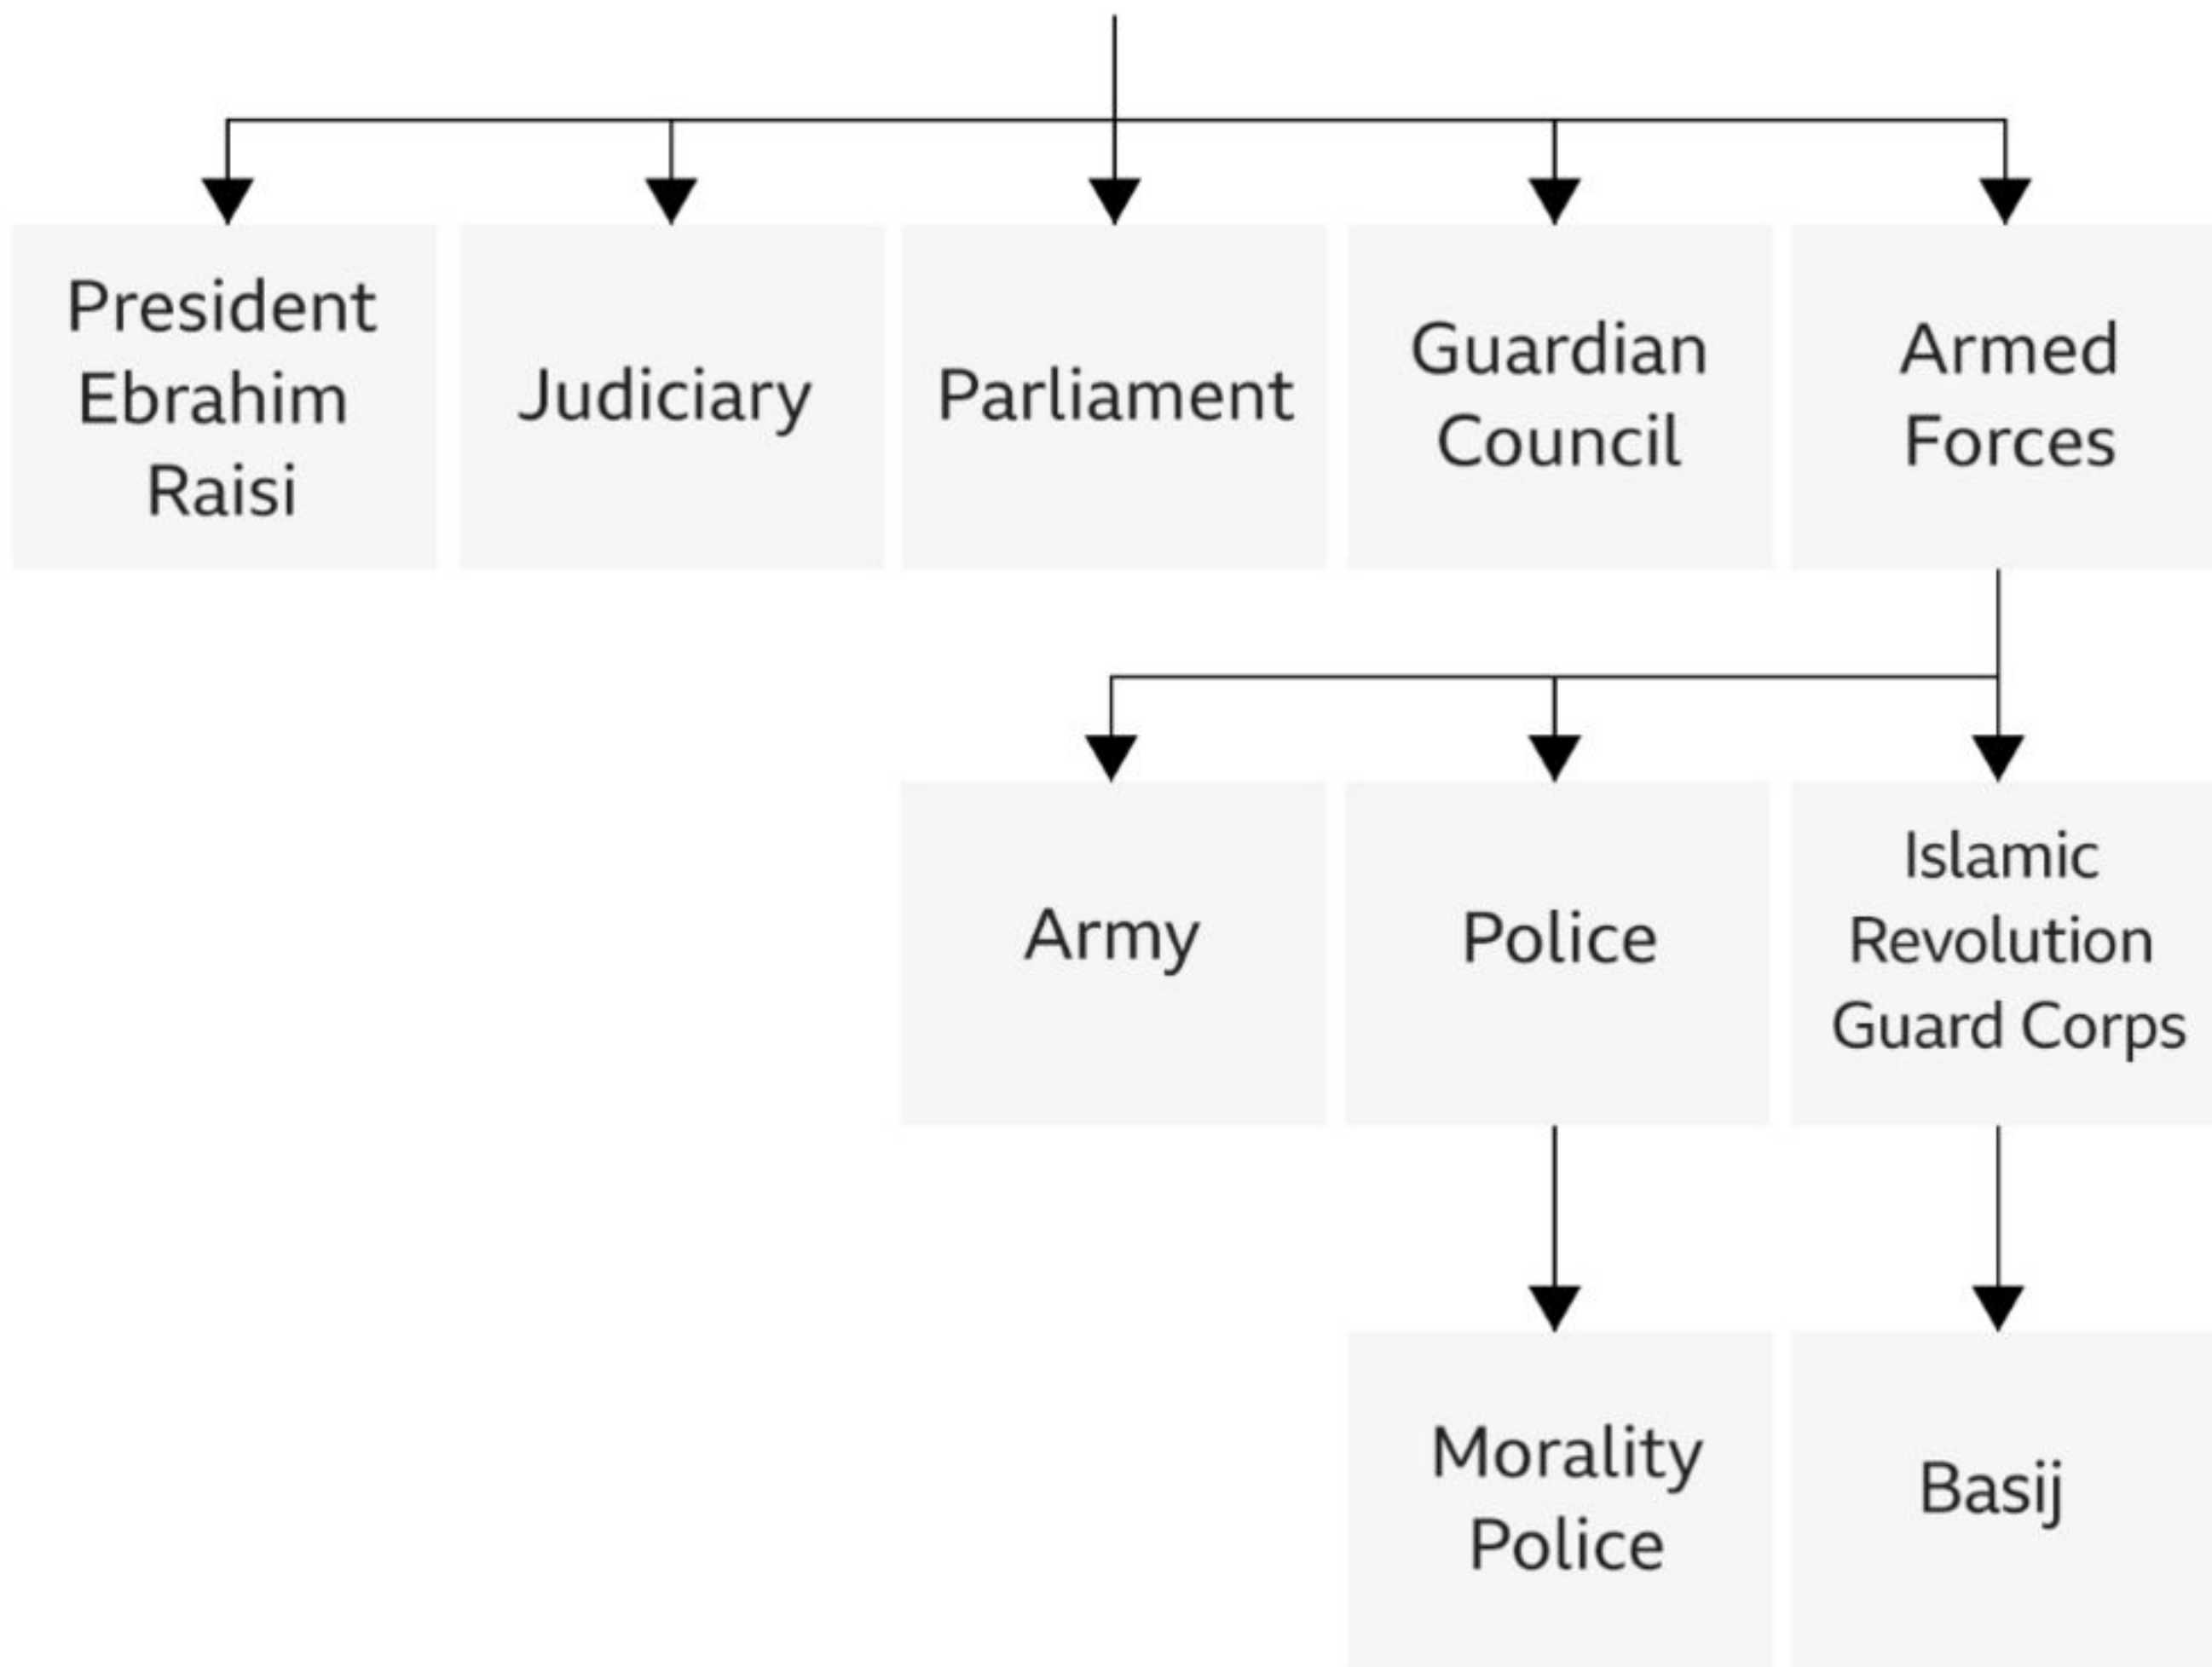 President
Ebrahim
Raisi
Judiciary
Parliament
Guardian
Council
Armed
Forces
Army
Police
Islamic
Revolution
Guard Corps
Morality
Police
Basij